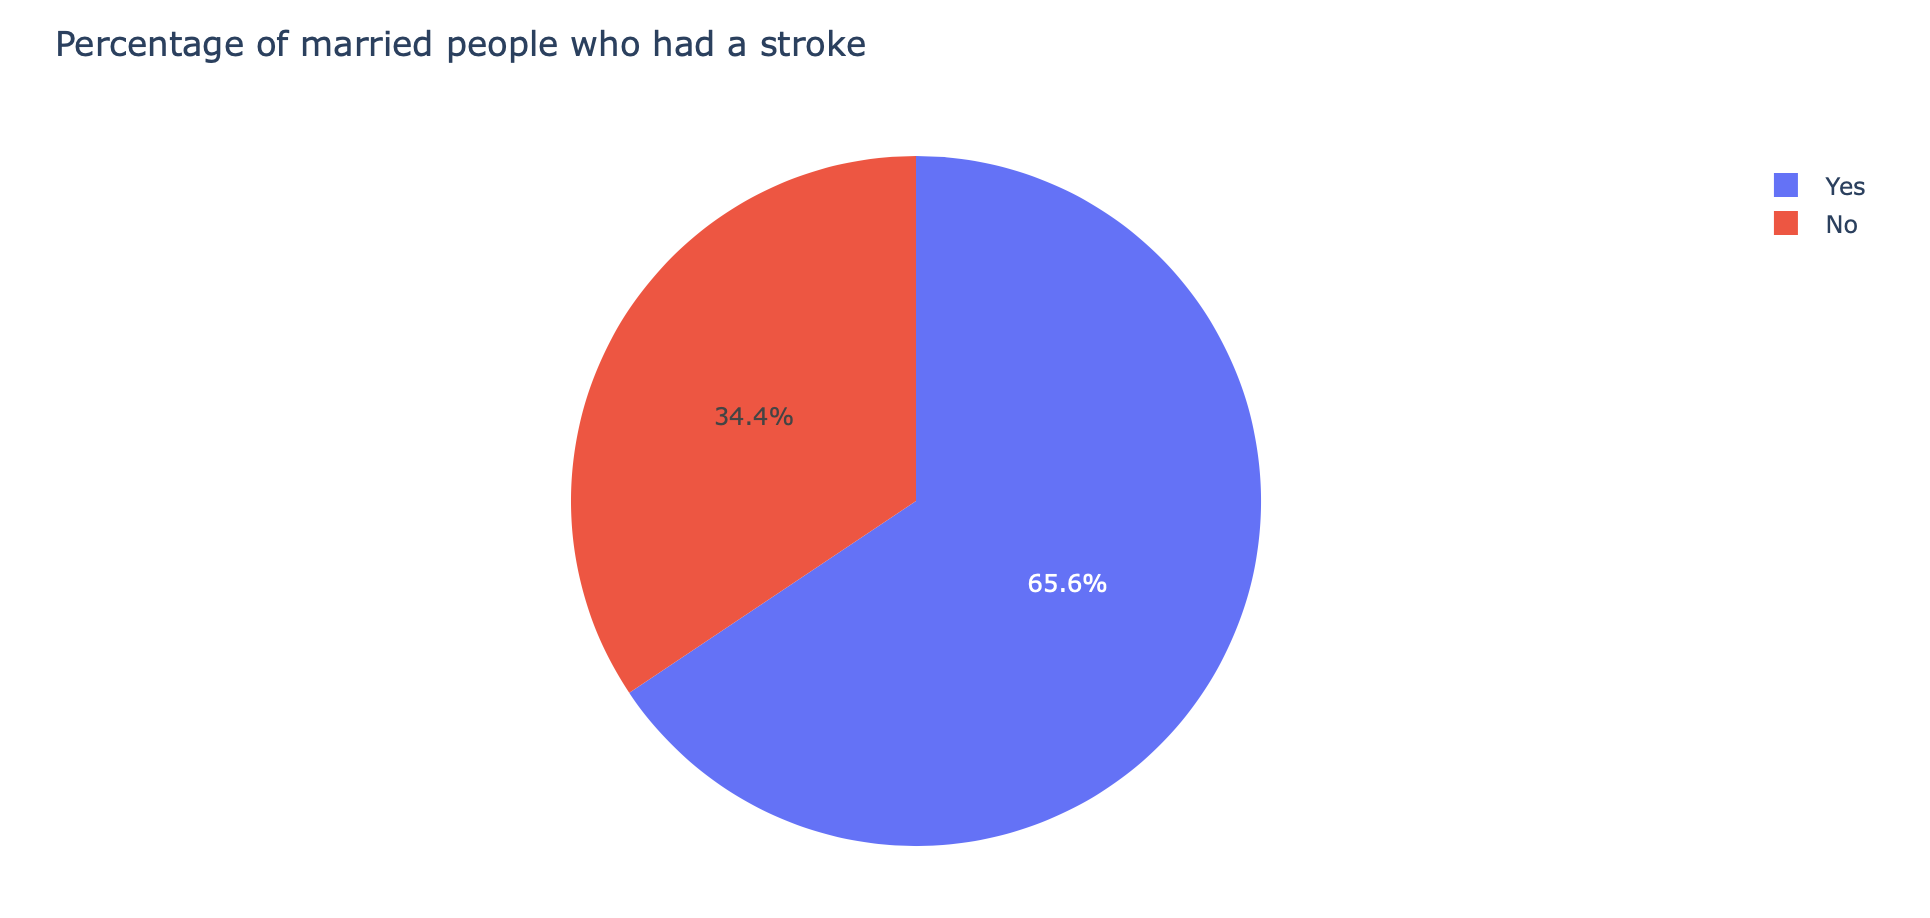 Percentage of married people who had a stroke
Yes
No
34.4%
65.6%